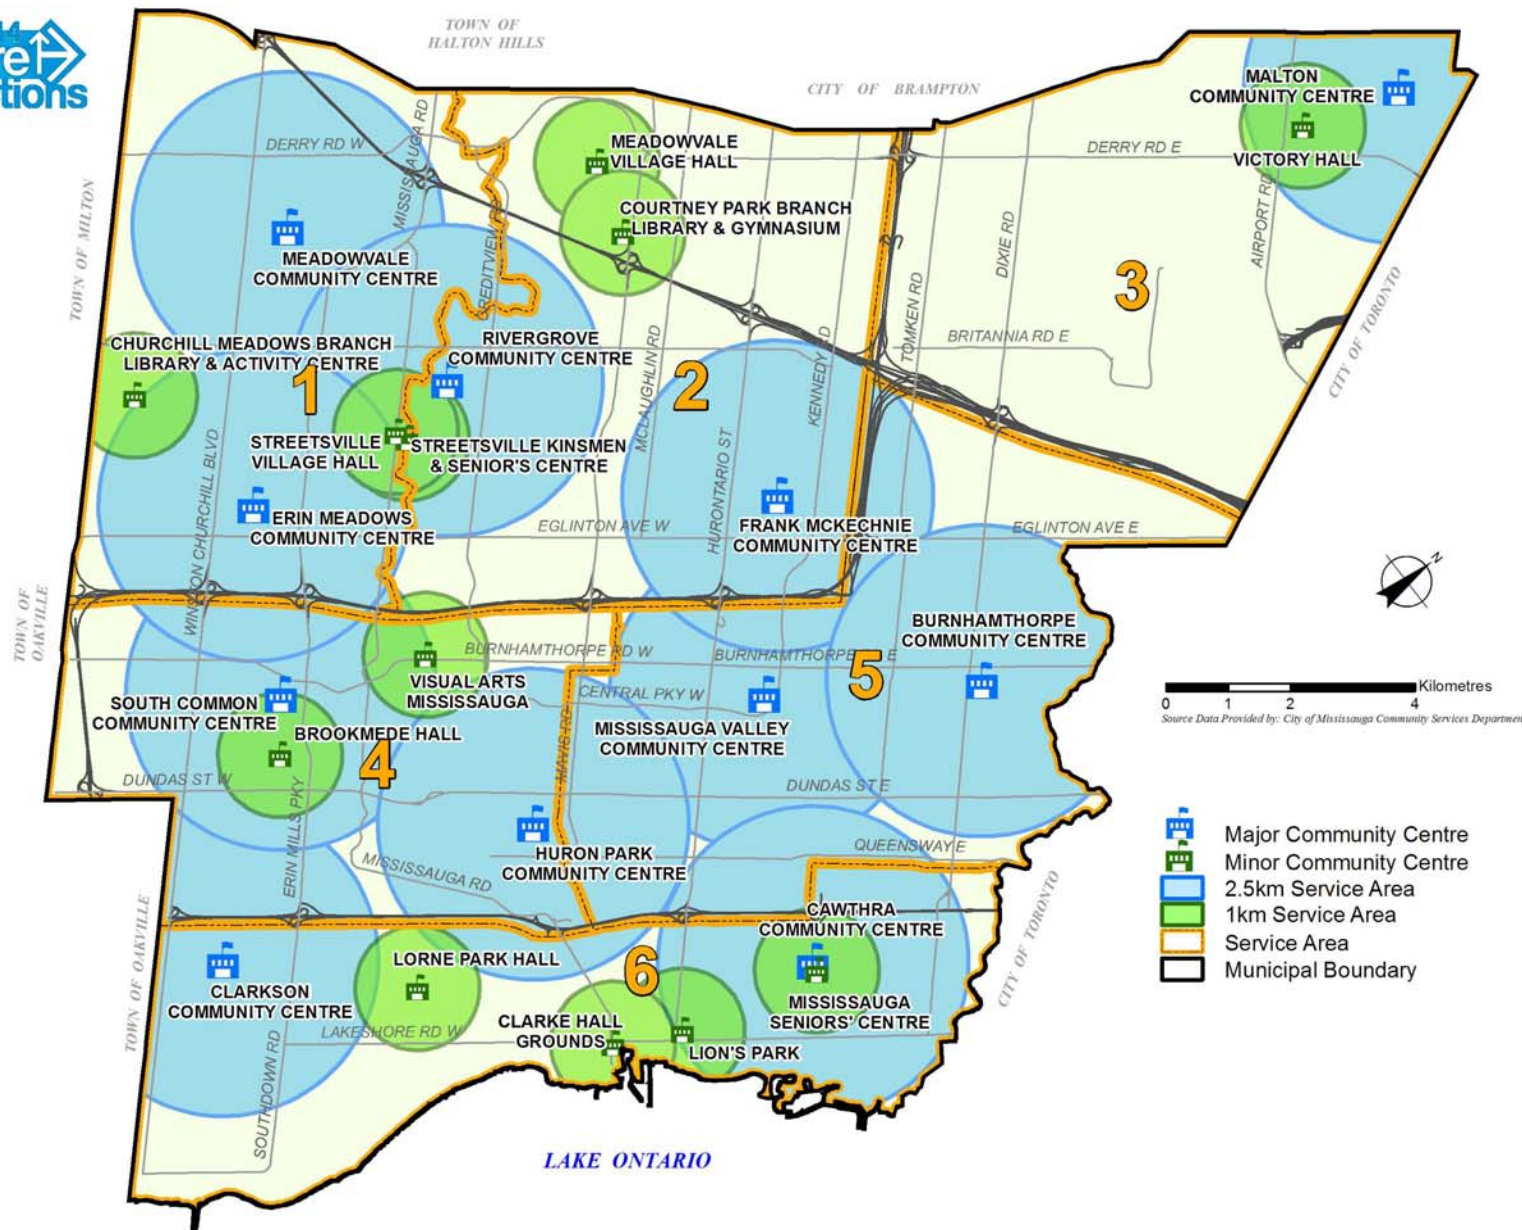 TOWN OF
HALTON HILLS
CITY OF BRAMPTON
tions
MALTON
COMMUNITY CENTRE
VICTORY HALL
DERRY RD W
MISSISSAUGA RD
MEADOWVALE
VILLAGE HALL
DERRY RD E
AIRPORT RD
COURTNEY PARK BRANCH
LIBRARY & GYMNASIUM
MEADOWVALE
COMMUNITY CENTRE
TOWN OF MILTON
DIXIE RD
TOMKEN RD
3
CITY OF TORONTO
BRITANNIA RD E
CHURCHILL MEADOWS BRANCH
LIBRARY & ACTIVITY CENTRE
1
RIVERGROVE
COMMUNITY CENTRE
2
MCLAUGHLIN RD
KENNEDY RD
HURONTARIO ST
STREETSVILLE
VILLAGE HALL
STREETSVILLE KINSMEN
& SENIOR'S CENTRE
WINSTON CHURCHILL BLVD
ERIN MEADOWS
COMMUNITY CENTRE
EGLINTON AVE W
FRANK MCKECHNIE
COMMUNITY CENTRE
EGLINTON AVE E
N
TOWN OF
OAKVILLE
BURNHAMTHORPE
COMMUNITY CENTRE
BURNHAMTHORPE RD W
5
VISUAL ARTS
MISSISSAUGA
CENTRAL PKY W
SOUTH COMMON
COMMUNITY CENTRE
BROOKMEDE HALL
MISSISSAUGA VALLEY
COMMUNITY CENTRE
MAVIS RD
4
DUNDAS ST W
DUNDAS ST E
ERIN MILLS PKY
QUEENSWAY E
MISSISSAUGA RD
HURON PARK
COMMUNITY CENTRE
TOWN OF OAKVILLE
CAWTHRA
COMMUNITY CENTRE
CITY OF TORONTO
LORNE PARK HALL
6
CLARKSON
COMMUNITY CENTRE
MISSISSAUGA
SENIORS' CENTRE
LAKESHORE RD W
CLARKE HALL
GROUNDS
LION'S PARK
SOUTHDOWN RD
LAKE ONTARIO
Kilometres
0 1 2 4
Source Data Provided by: City of Mississauga Community Services Department
Major Community Centre
Minor Community Centre
2.5km Service Area
1km Service Area
Service Area
Municipal Boundary